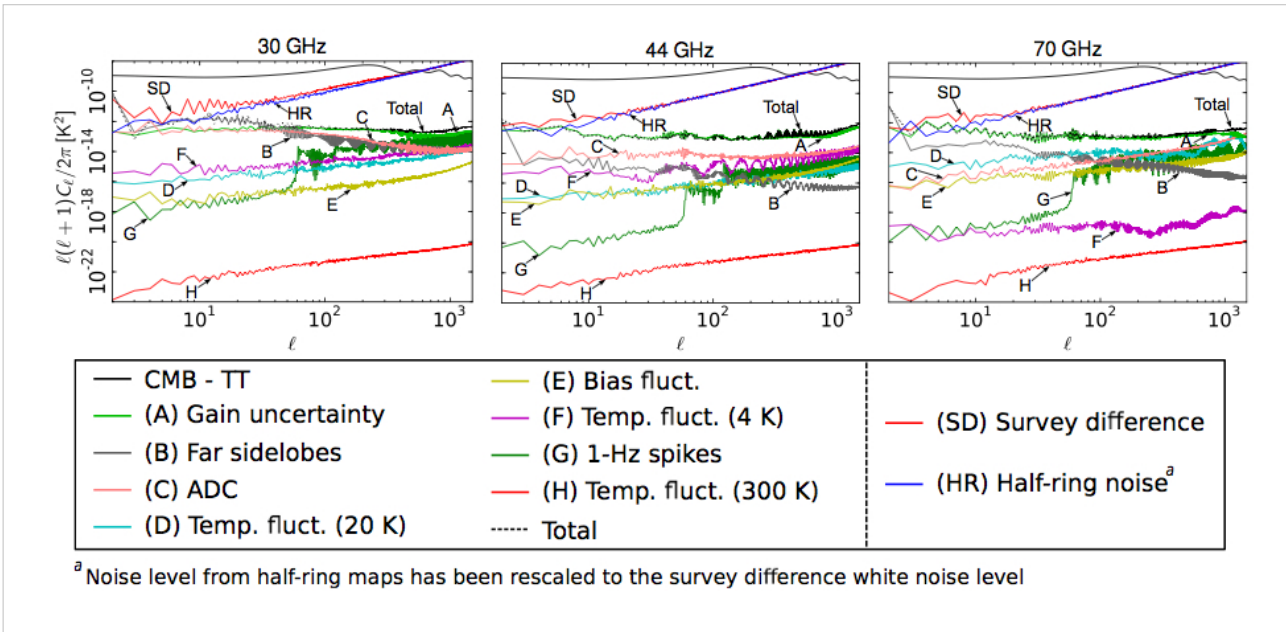 30 GHz
44 GHz
70 GHz
ℓ(ℓ + 1)Cℓ/2π [K²]
10⁻¹⁰
10⁻¹⁴
10⁻¹⁸
10⁻²²
SD
HR
Total
A
C
B
F
D
E
G
H
10¹
10²
10³
ℓ
SD
HR
Total
A
C
F
D
E
B
G
H
10¹
10²
10³
ℓ
SD
HR
Total
A
D
C
E
B
G
F
H
10¹
10²
10³
ℓ
CMB - TT
(A) Gain uncertainty
(B) Far sidelobes
(C) ADC
(D) Temp. fluct. (20 K)
(E) Bias fluct.
(F) Temp. fluct. (4 K)
(G) 1-Hz spikes
(H) Temp. fluct. (300 K)
Total
(SD) Survey difference
(HR) Half-ring noiseᵃ
ᵃ Noise level from half-ring maps has been rescaled to the survey difference white noise level